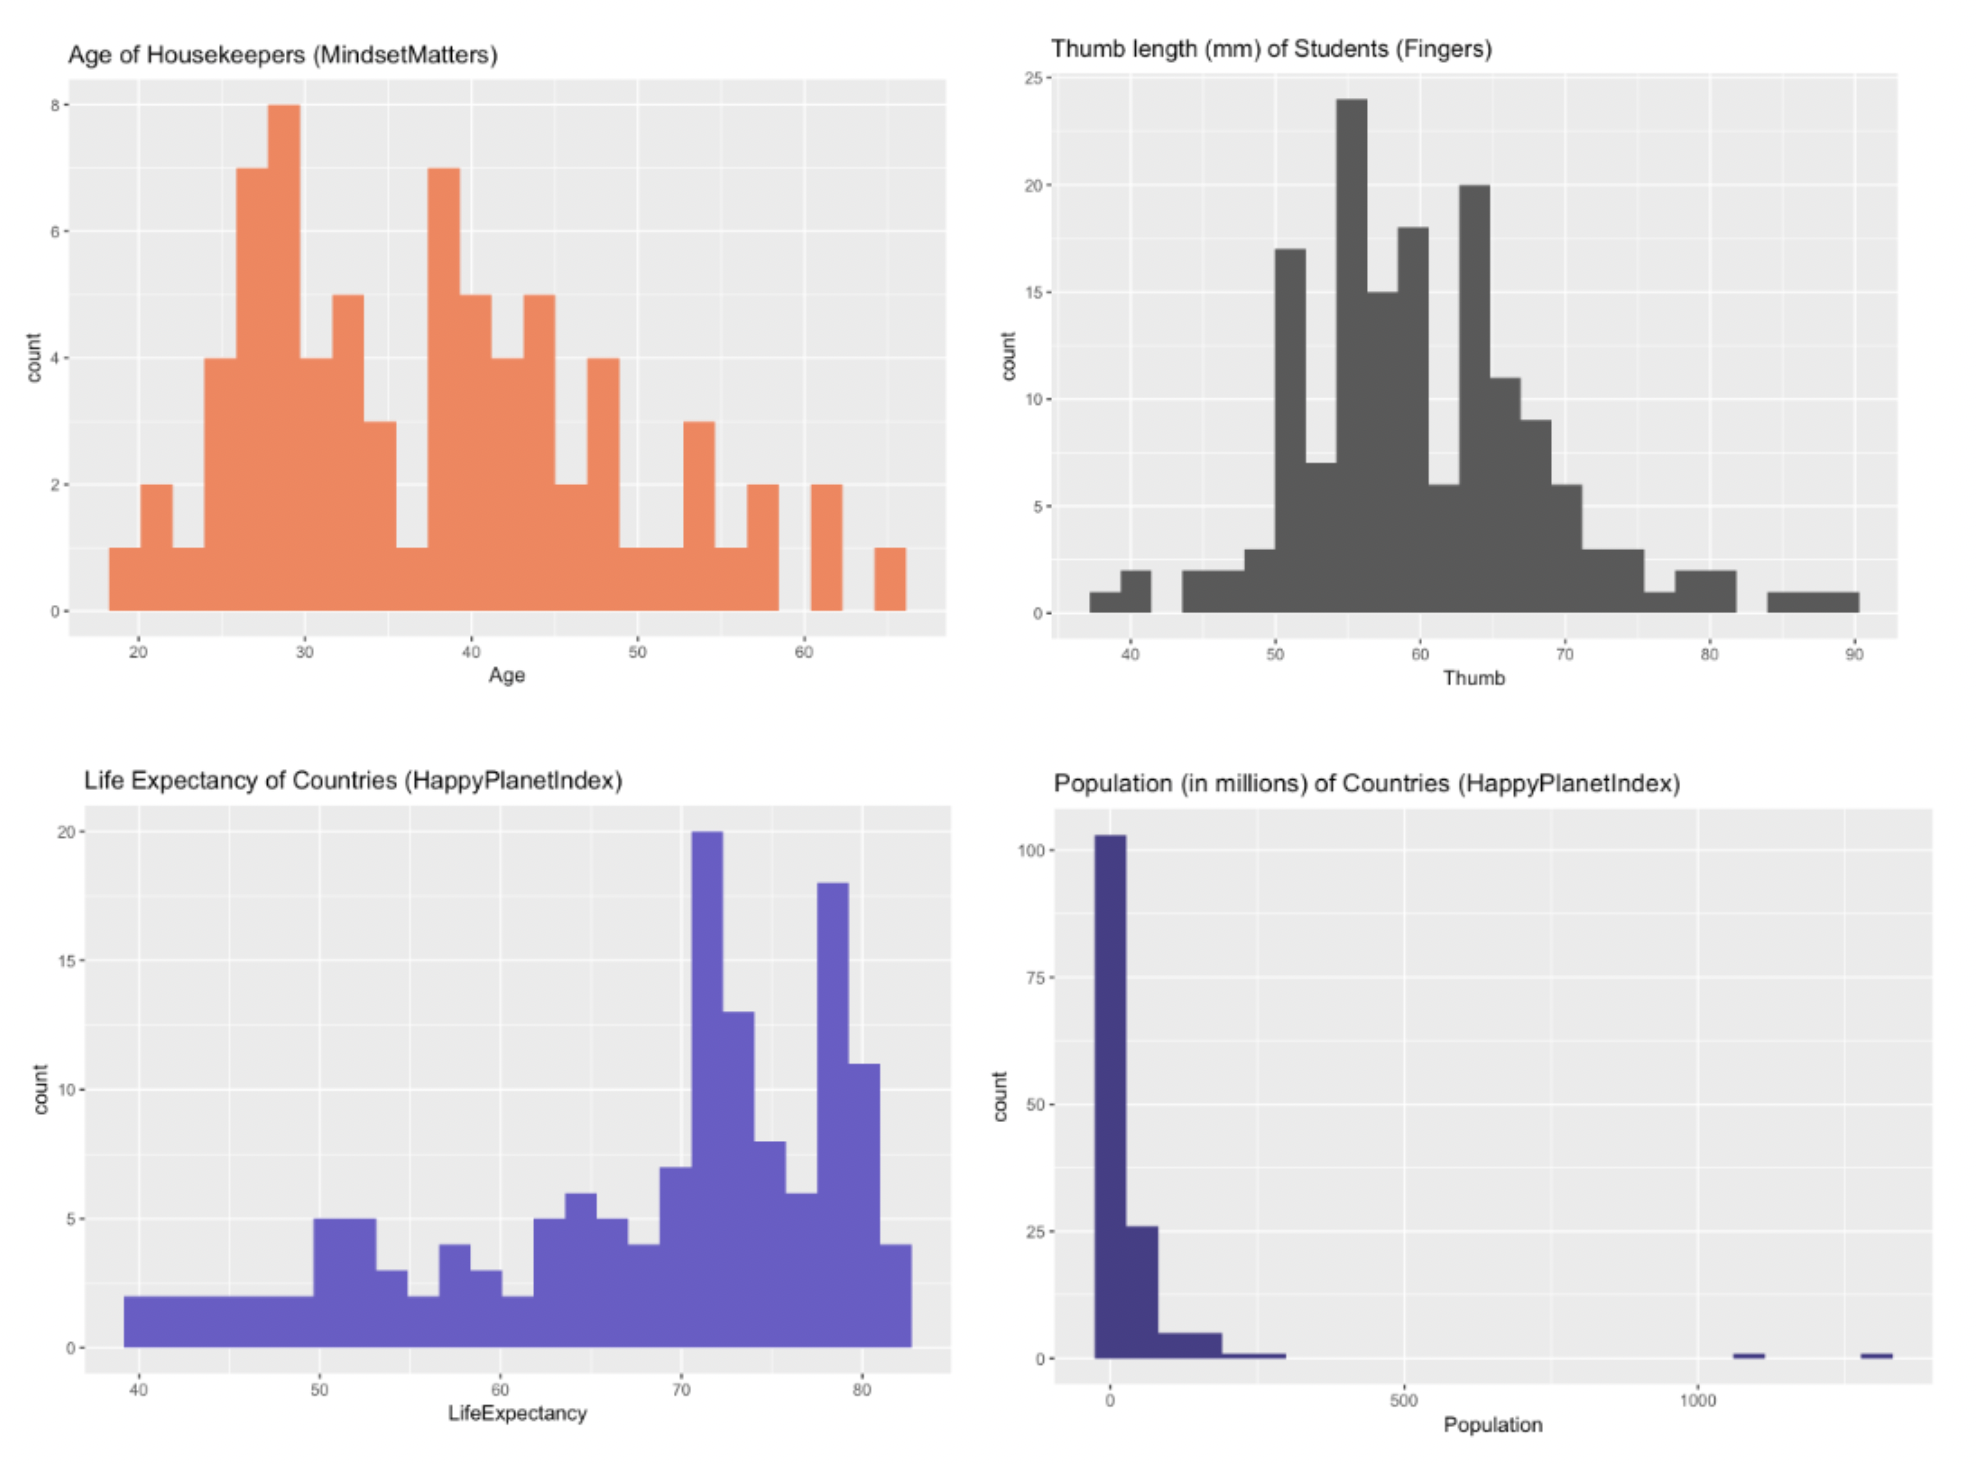 Age of Housekeepers (MindsetMatters)
8
6
4
2
0
count
20 30 40 50 60
Age
Thumb length (mm) of Students (Fingers)
25
20
15
10
5
0
count
40 50 60 70 80 90
Thumb
Life Expectancy of Countries (HappyPlanetIndex)
20
15
10
5
0
count
40 50 60 70 80
LifeExpectancy
Population (in millions) of Countries (HappyPlanetIndex)
100
75
50
25
0
count
0 500 1000
Population